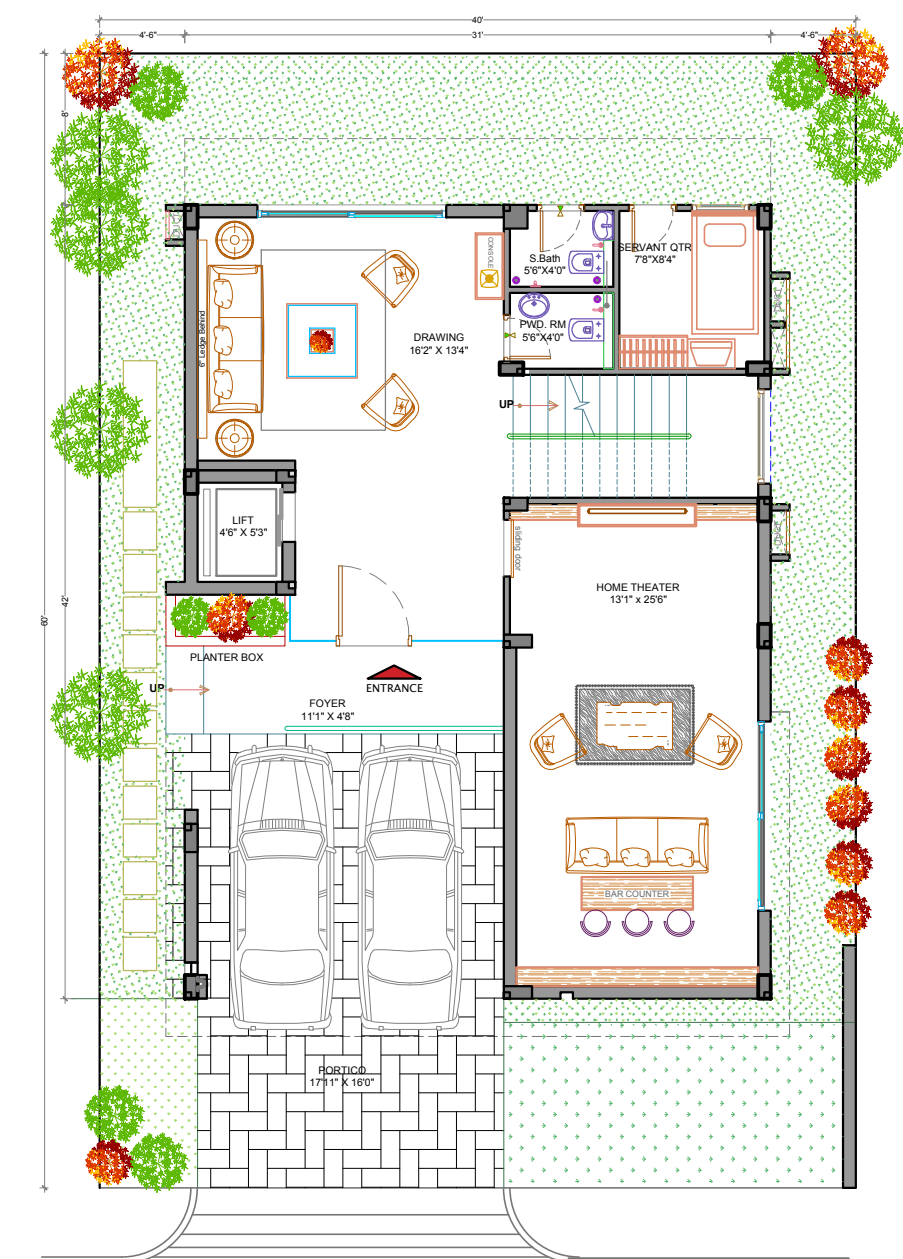 40'
4'-6"
31'
4'-6"
8'
CONSOLE
S.Bath
5'6"X4'0"
SERVANT QTR
7'8"X8'4"
6" Ledge Behind
DRAWING
16'2" X 13'4"
PWD. RM
5'6"X4'0"
UP
LIFT
4'6" X 5'3"
sliding door
HOME THEATER
13'1" x 25'6"
42'
60'
PLANTER BOX
UP
ENTRANCE
FOYER
11'1" X 4'8"
BAR COUNTER
PORTICO
17'11" X 16'0"